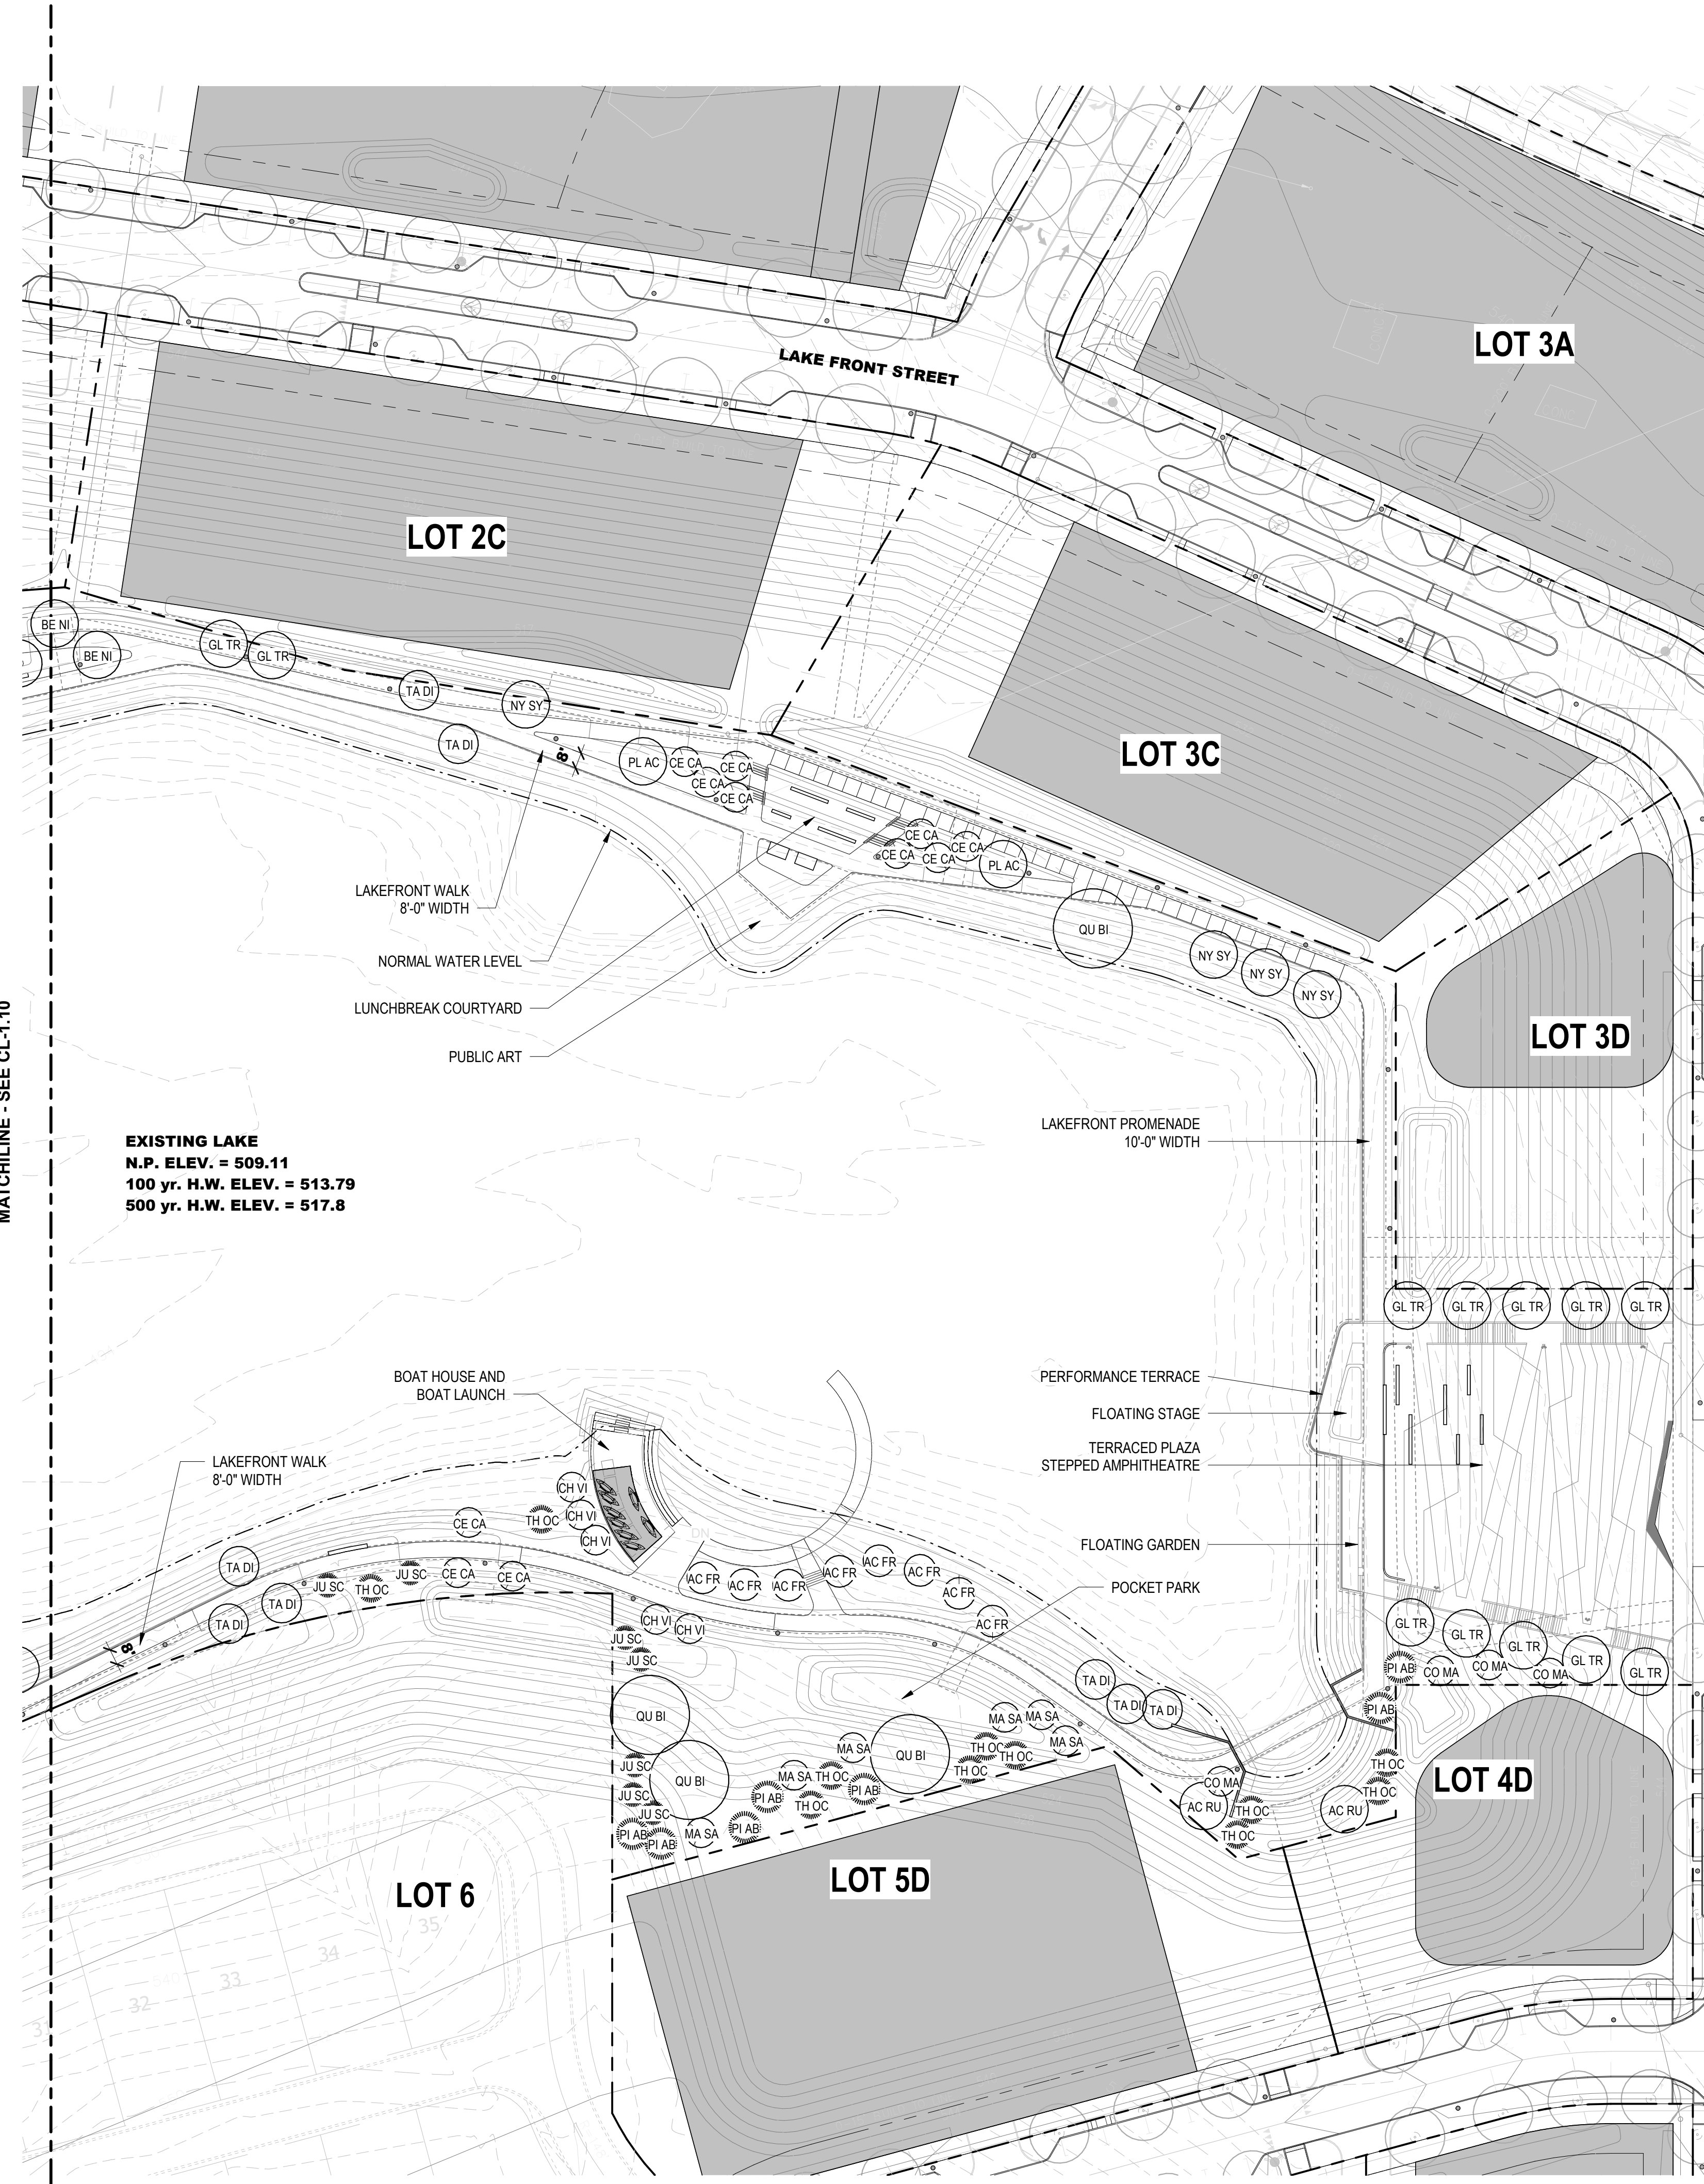 LOT 3A
LAKE FRONT STREET
LOT 2C
BE NI
BE NI
GL TR
GL TR
TA DI
NY SY
TA DI
8'
PL AC
CE CA
CE CA
CE CA
CE CA
LOT 3C
CE CA
CE CA
CE CA
CE CA
PL AC
LAKEFRONT WALK
8'-0" WIDTH
QU BI
NORMAL WATER LEVEL
NY SY
NY SY
NY SY
LUNCHBREAK COURTYARD
PUBLIC ART
LOT 3D
MATCHLINE - SEE CL-1.10
LAKEFRONT PROMENADE
10'-0" WIDTH
EXISTING LAKE
N.P. ELEV. = 509.11
100 yr. H.W. ELEV. = 513.79
500 yr. H.W. ELEV. = 517.8
GL TR
GL TR
GL TR
GL TR
GL TR
BOAT HOUSE AND
BOAT LAUNCH
PERFORMANCE TERRACE
FLOATING STAGE
TERRACED PLAZA
STEPPED AMPHITHEATRE
LAKEFRONT WALK
8'-0" WIDTH
CH VI
CH VI
CH VI
TH OC
CE CA
DN
FLOATING GARDEN
TA DI
JU SC
TH OC
JU SC
CE CA
CE CA
AC FR
AC FR
AC FR
AC FR
AC FR
AC FR
AC FR
AC FR
POCKET PARK
TA DI
TA DI
8'
CH VI
CH VI
JU SC
JU SC
GL TR
GL TR
GL TR
GL TR
GL TR
PI AB
CO MA
CO MA
CO MA
PI AB
TA DI
TA DI
TA DI
QU BI
MA SA
MA SA
MA SA
MA SA
QU BI
TH OC
TH OC
TH OC
JU SC
QU BI
MA SA
TH OC
PI AB
PI AB
TH OC
JU SC
JU SC
PI AB
PI AB
MA SA
PI AB
CO MA
AC RU
TH OC
TH OC
AC RU
TH OC
TH OC
LOT 4D
LOT 5D
LOT 6
35
34
33
32